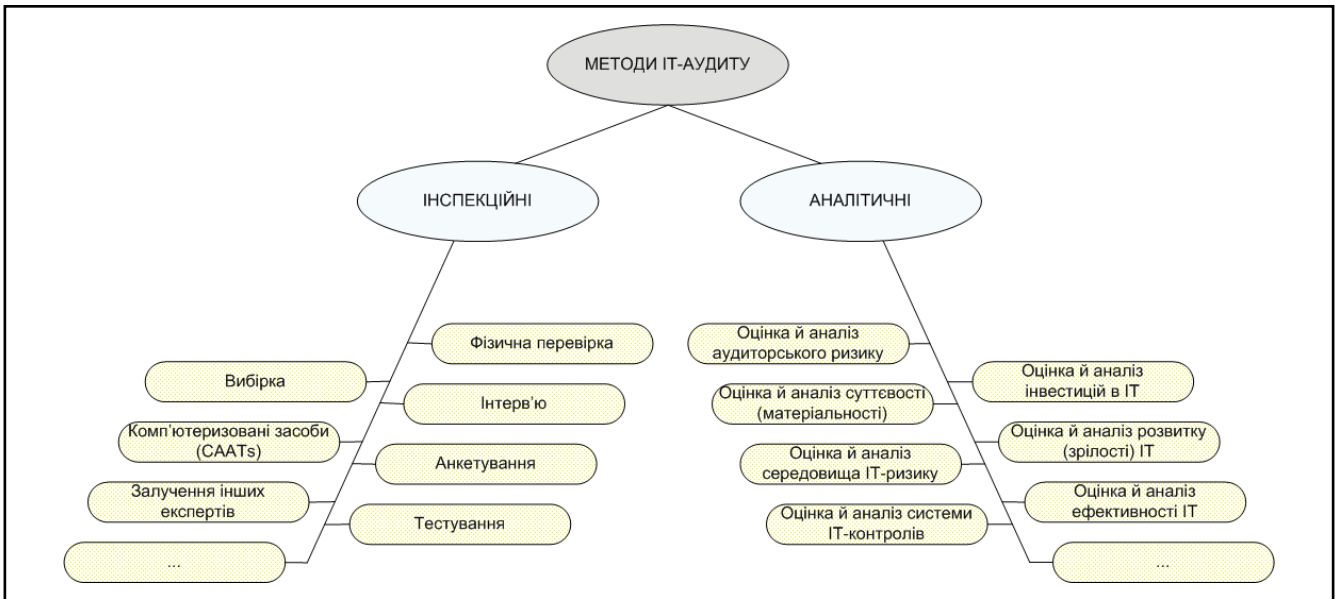 МЕТОДИ ІТ-АУДИТУ
ІНСПЕКЦІЙНІ
АНАЛІТИЧНІ
Фізична перевірка
Вибірка
Інтерв'ю
Комп'ютеризовані засоби
(CAATs)
Анкетування
Залучення інших
експертів
Тестування
...
Оцінка й аналіз
аудиторського ризику
Оцінка й аналіз
інвестицій в ІТ
Оцінка й аналіз суттєвості
(матеріальності)
Оцінка й аналіз розвитку
(зрілості) ІТ
Оцінка й аналіз
середовища ІТ-ризику
Оцінка й аналіз
ефективності ІТ
Оцінка й аналіз системи
ІТ-контролів
...